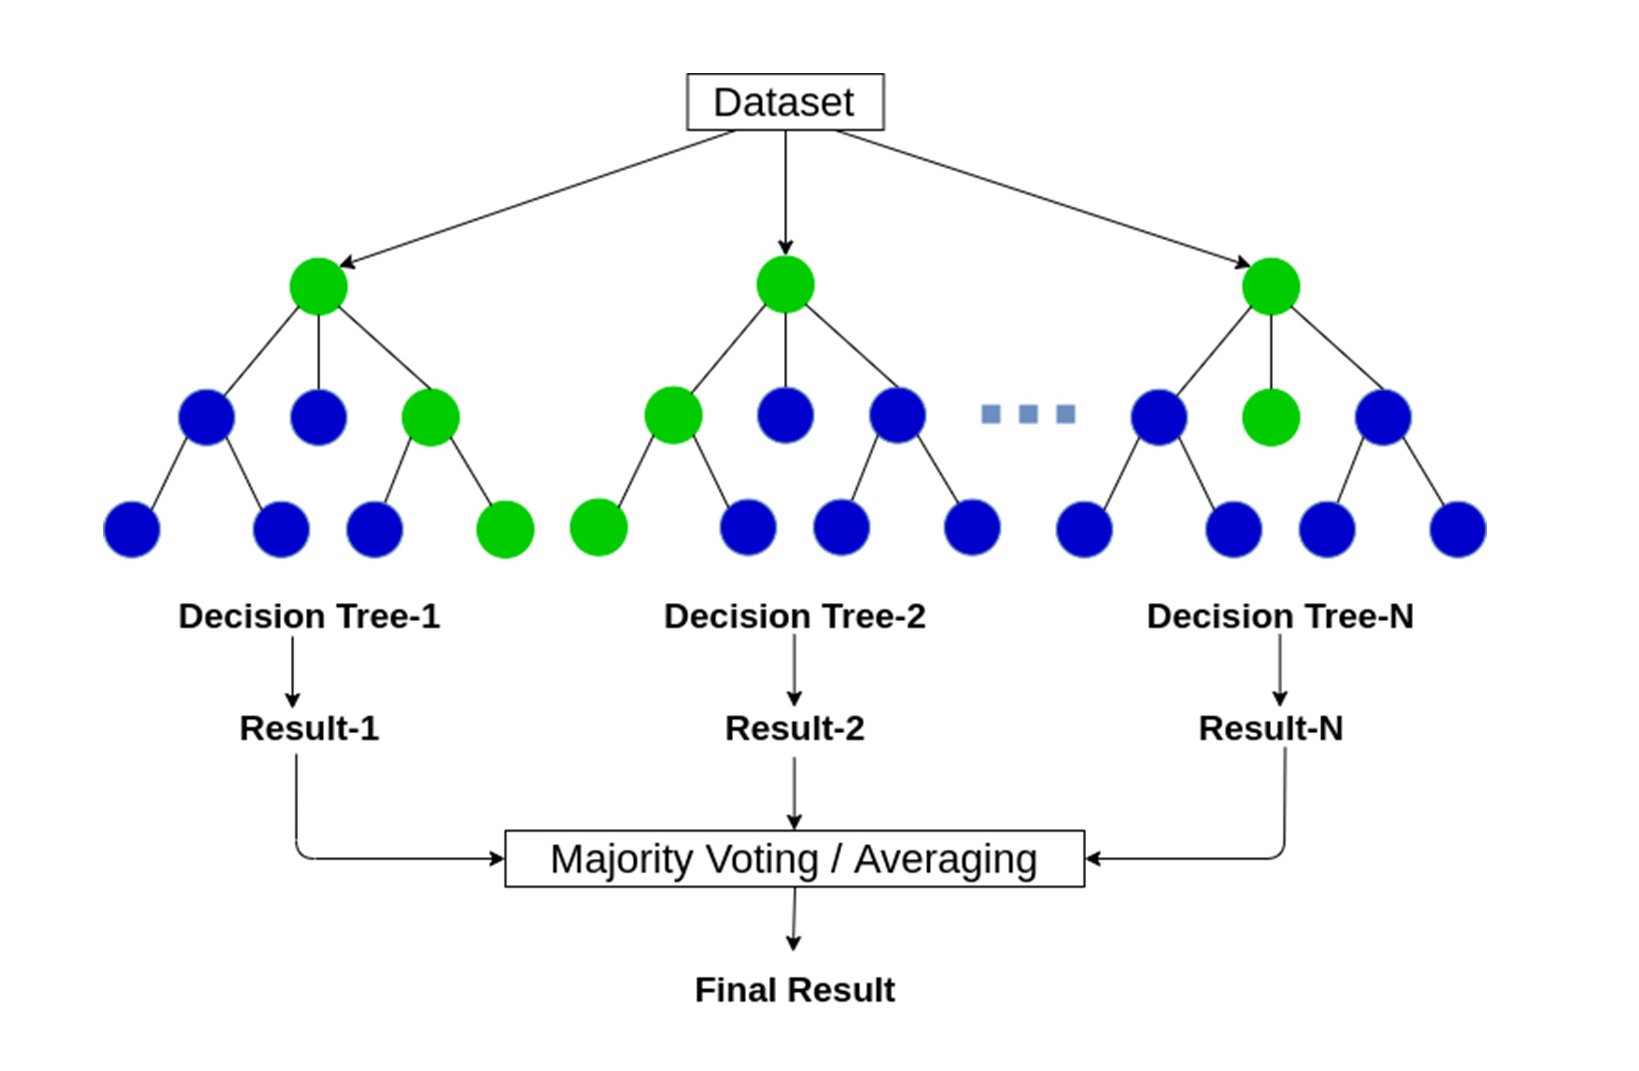 Dataset
Decision Tree-1
Decision Tree-2
Decision Tree-N
Result-1
Result-2
Result-N
Majority Voting / Averaging
Final Result